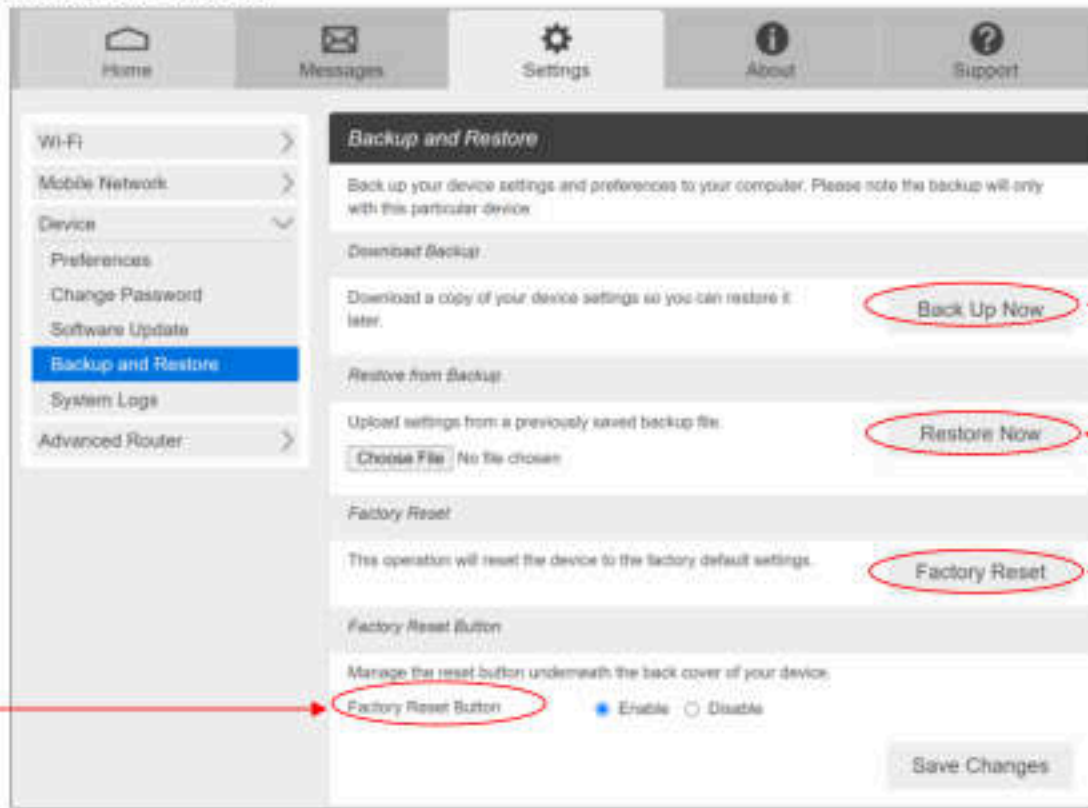 Home
Messages
Settings
About
Support
Wi-Fi
Mobile Network
Device
Preferences
Change Password
Software Update
Backup and Restore
System Logs
Advanced Router
Backup and Restore
Back up your device settings and preferences to your computer. Please note the backup will only
with this particular device
Download Backup
Download a copy of your device settings so you can restore it
later.
Back Up Now
Restore from Backup
Upload settings from a previously saved backup file.
Choose File No file chosen
Restore Now
Factory Reset
This operation will reset the device to the factory default settings.
Factory Reset
Factory Reset Button
Manage the reset button underneath the back cover of your device.
Factory Reset Button Enable Disable
Save Changes